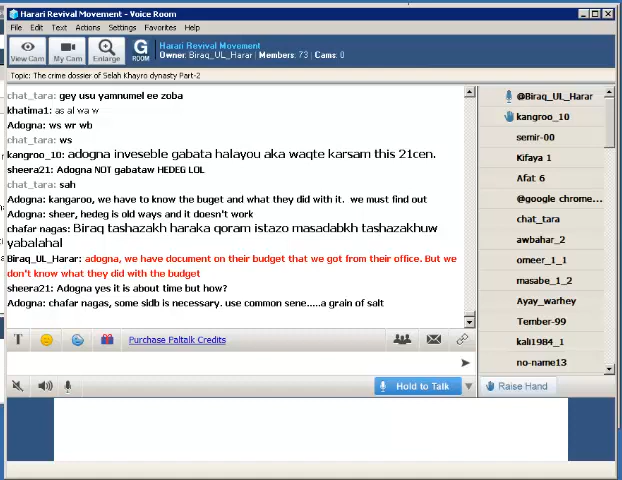 Harari Revival Movement - Voice Room
File Edit Text Actions Settings Favorites Help
View Cam My Cam Enlarge G ROOM
Harari Revival Movement
Owner: Biraq_UL_Harar | Members: 73 | Cams: 0
Topic: The crime dossier of Selah Khayro dynasty Part-2
chat_tara: gey usu yamnumel ee zoba
khatima1: as al wa w
Adogna: ws wr wb
chat_tara: ws
kangroo_10: adogna inveseble gabata halayou aka waqte karsam this 21cen.
sheera21: Adogna NOT gabataw HEDEG LOL
chat_tara: sah
Adogna: kangaroo, we have to know the buget and what they did with it. we must find out
Adogna: sheer, hedeg is old ways and it doesn't work
chafar nagas: Biraq tashazakh haraka qoram istazo masadabkh tashazakhuw
yabalahal
Biraq_UL_Harar: adogna, we have document on their budget that we got from their office. But we
don't know what they did with the budget
sheera21: Adogna yes it is about time but how?
Adogna: chafar nagas, some sidb is necessary. use common sene.....a grain of salt
T Purchase Paltalk Credits
Hold to Talk
@Biraq_UL_Harar
kangroo_10
semir-00
Kifaya 1
Afat 6
@google chrome...
chat_tara
awbahar_2
omeer_1_1
masabe_1_2
Ayay_warhey
Tember-99
kali1984_1
no-name13
Raise Hand